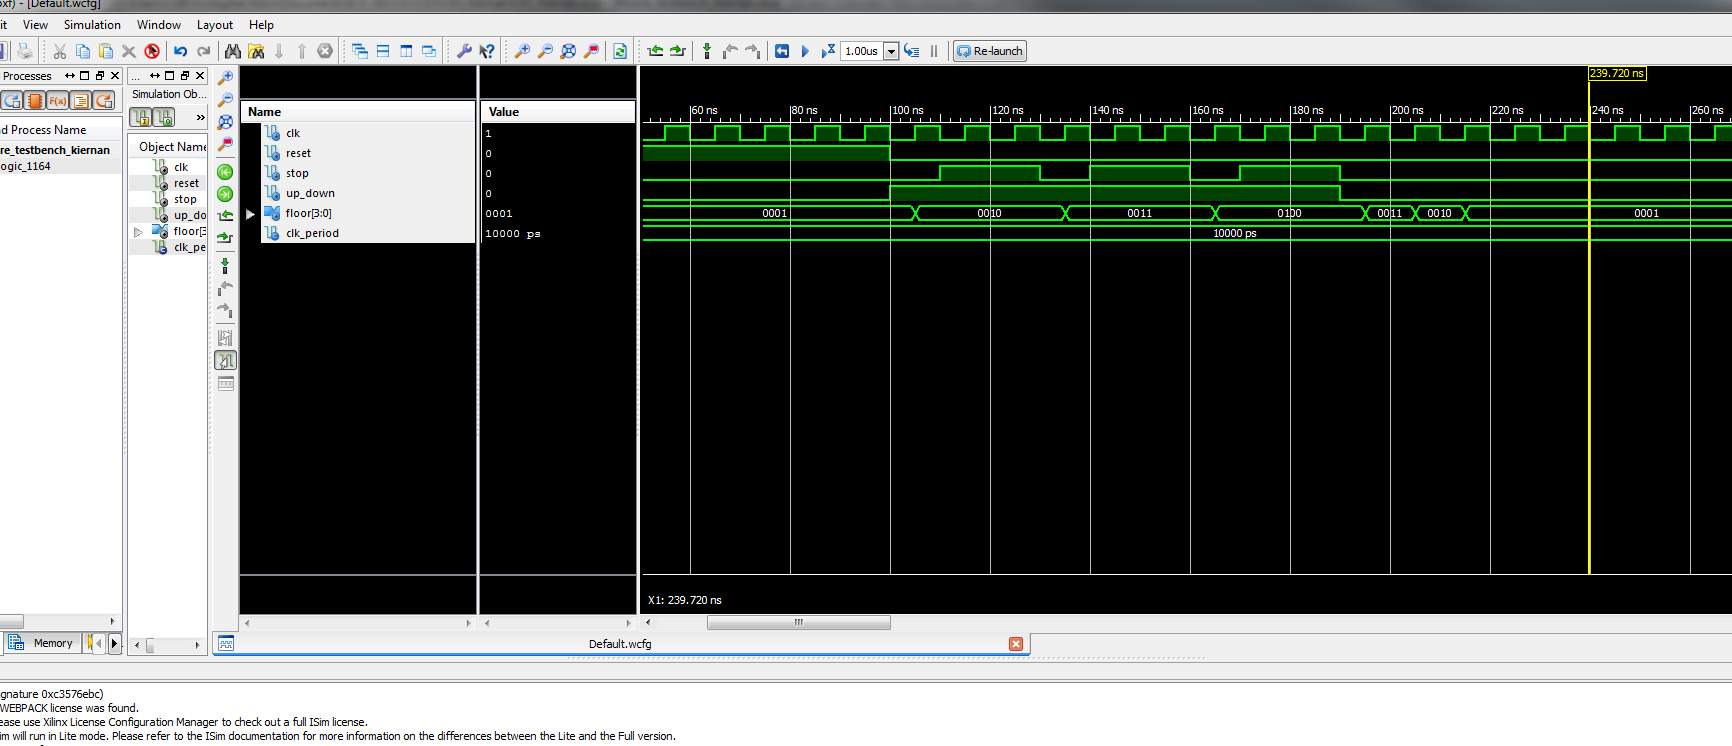 oxf) - [Default.wcfg]
it View Simulation Window Layout Help
1.00us Re-launch
Processes
Simulation Ob...
d Process Name
re_testbench_kiernan
ogic_1164
Object Name
clk
reset
stop
up_do
floor[3
clk_pe
Name Value
clk 1
reset 0
stop 0
up_down 0
floor[3:0] 0001
clk_period 10000 ps
239.720 ns
60 ns 80 ns 100 ns 120 ns 140 ns 160 ns 180 ns 200 ns 220 ns 240 ns 260 ns
0001 0010 0011 0100 0011 0010 0001
10000 ps
X1: 239.720 ns
Memory
Default.wcfg
gnature 0xc3576ebc)
WEBPACK license was found.
ease use Xilinx License Configuration Manager to check out a full ISim license.
im will run in Lite mode. Please refer to the ISim documentation for more information on the differences between the Lite and the Full version.